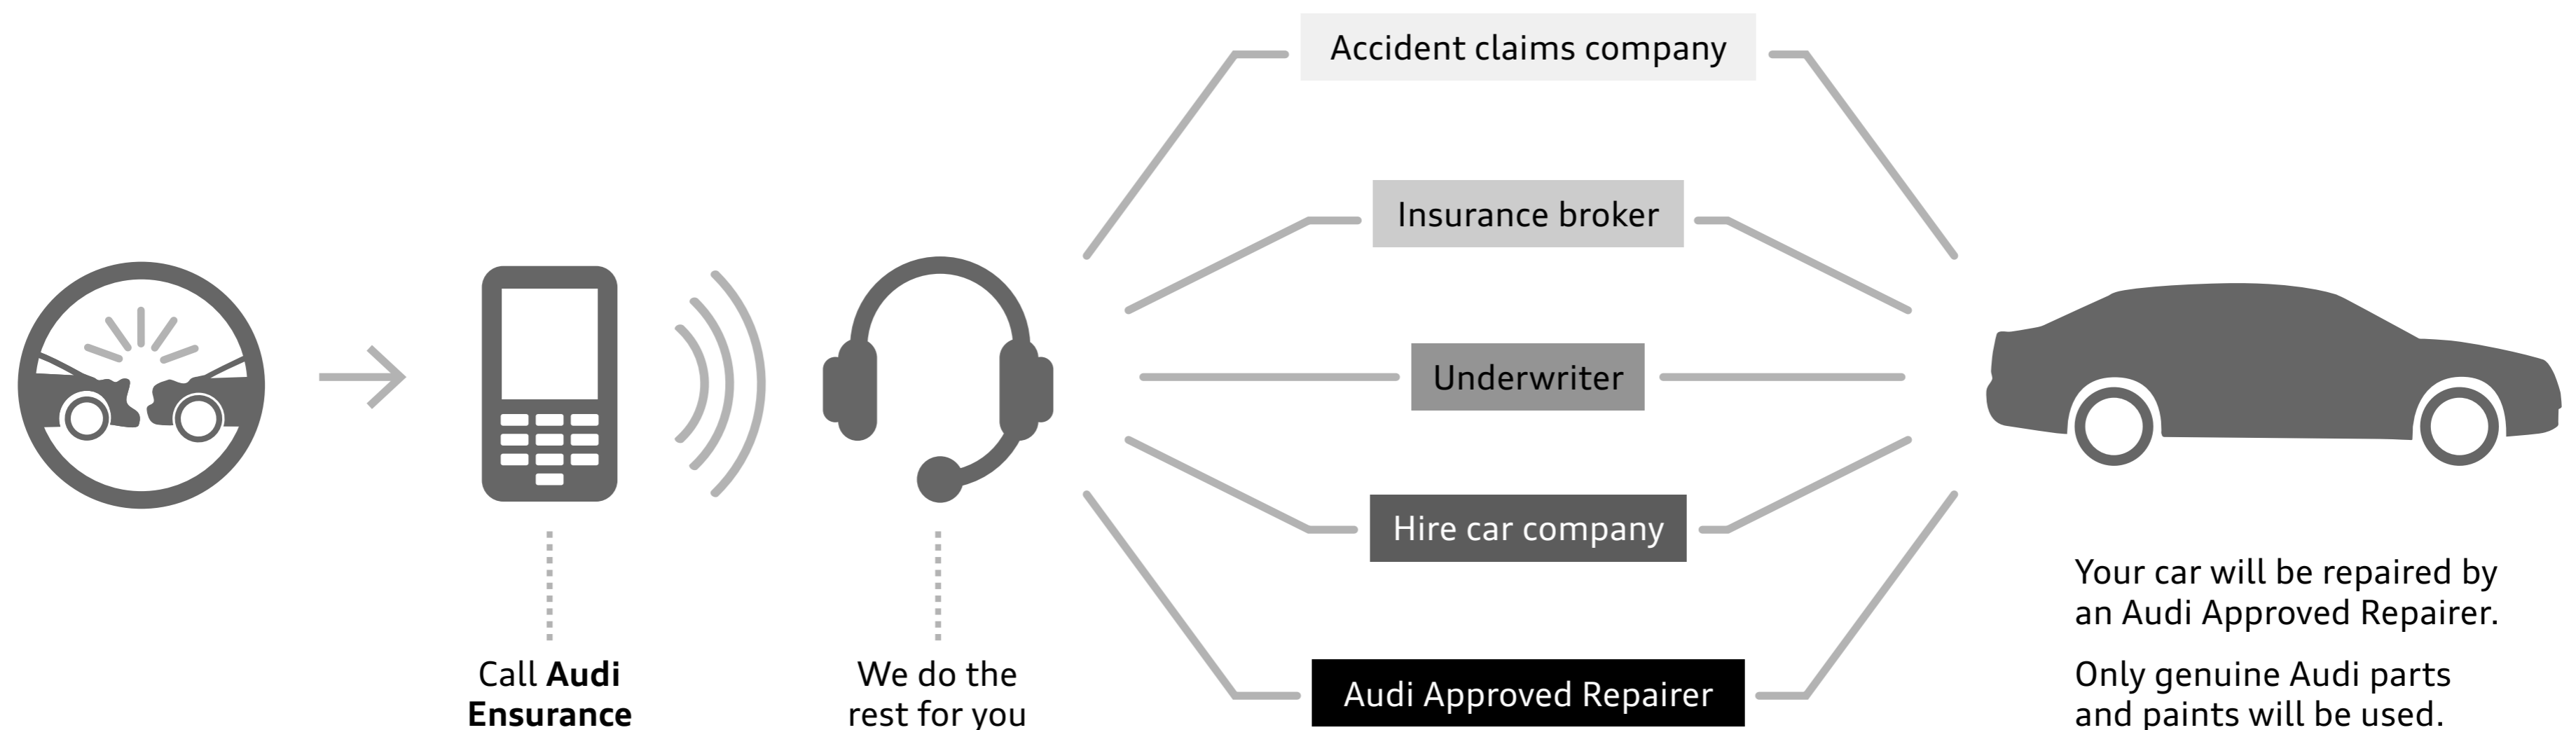 Accident claims company
Insurance broker
Underwriter
Hire car company
Audi Approved Repairer
Call Audi
Ensurance
We do the
rest for you
Your car will be repaired by
an Audi Approved Repairer.
Only genuine Audi parts
and paints will be used.